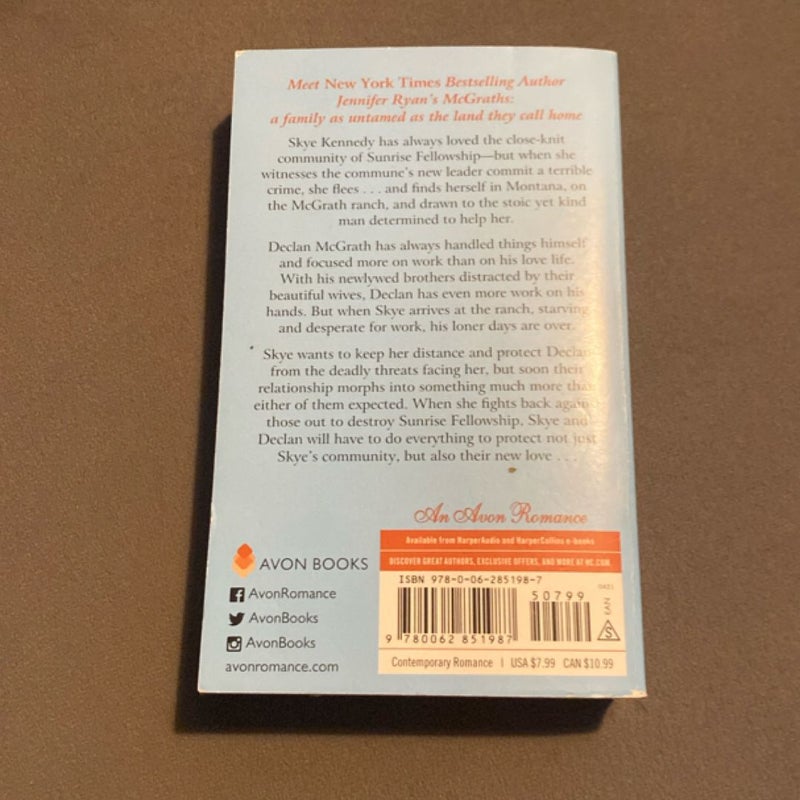 Meet New York Times Bestselling Author
Jennifer Ryan's McGraths:
a family as untamed as the land they call home
Skye Kennedy has always loved the close-knit
community of Sunrise Fellowship—but when she
witnesses the commune's new leader commit a terrible
crime, she flees . . . and finds herself in Montana, on
the McGrath ranch, and drawn to the stoic yet kind
man determined to help her.
Declan McGrath has always handled things himself
and focused more on work than on his love life.
With his newlywed brothers distracted by their
beautiful wives, Declan has even more work on his
hands. But when Skye arrives at the ranch, starving
and desperate for work, his loner days are over.
Skye wants to keep her distance and protect Declan
from the deadly threats facing her, but soon their
relationship morphs into something much more than
either of them expected. When she fights back against
those out to destroy Sunrise Fellowship, Skye and
Declan will have to do everything to protect not just
Skye's community, but also their new love . . .
An Avon Romance
Available from HarperAudio and HarperCollins e-books
DISCOVER GREAT AUTHORS, EXCLUSIVE OFFERS, AND MORE AT HC.COM
AVON BOOKS
AvonRomance
AvonBooks
AvonBooks
avonromance.com
ISBN 978-0-06-285198-7
50799
0421
EAN
S
9 780062 851987
Contemporary Romance | USA $7.99 CAN $10.99